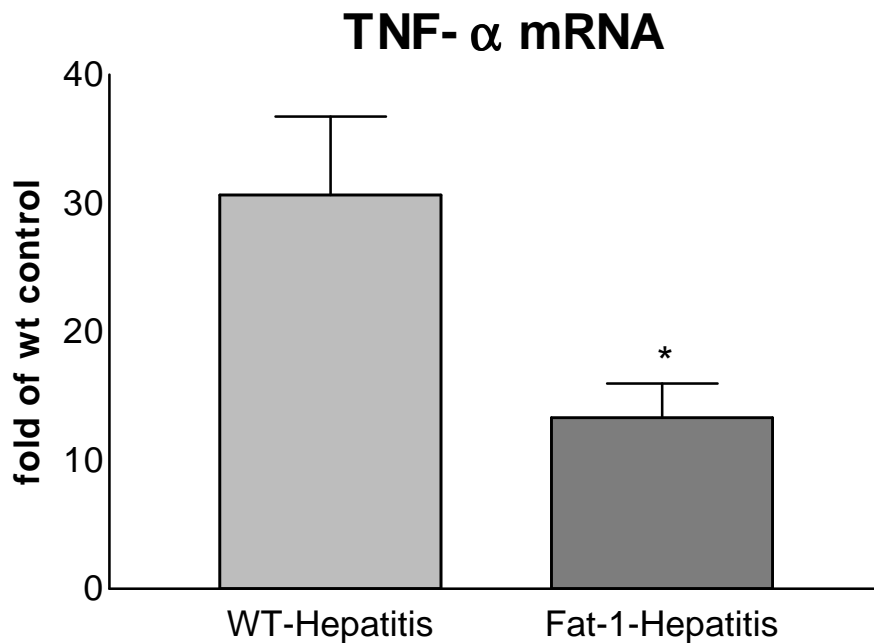 TNF- α mRNA
fold of wt control
40
30
20
10
0
*
WT-Hepatitis
Fat-1-Hepatitis